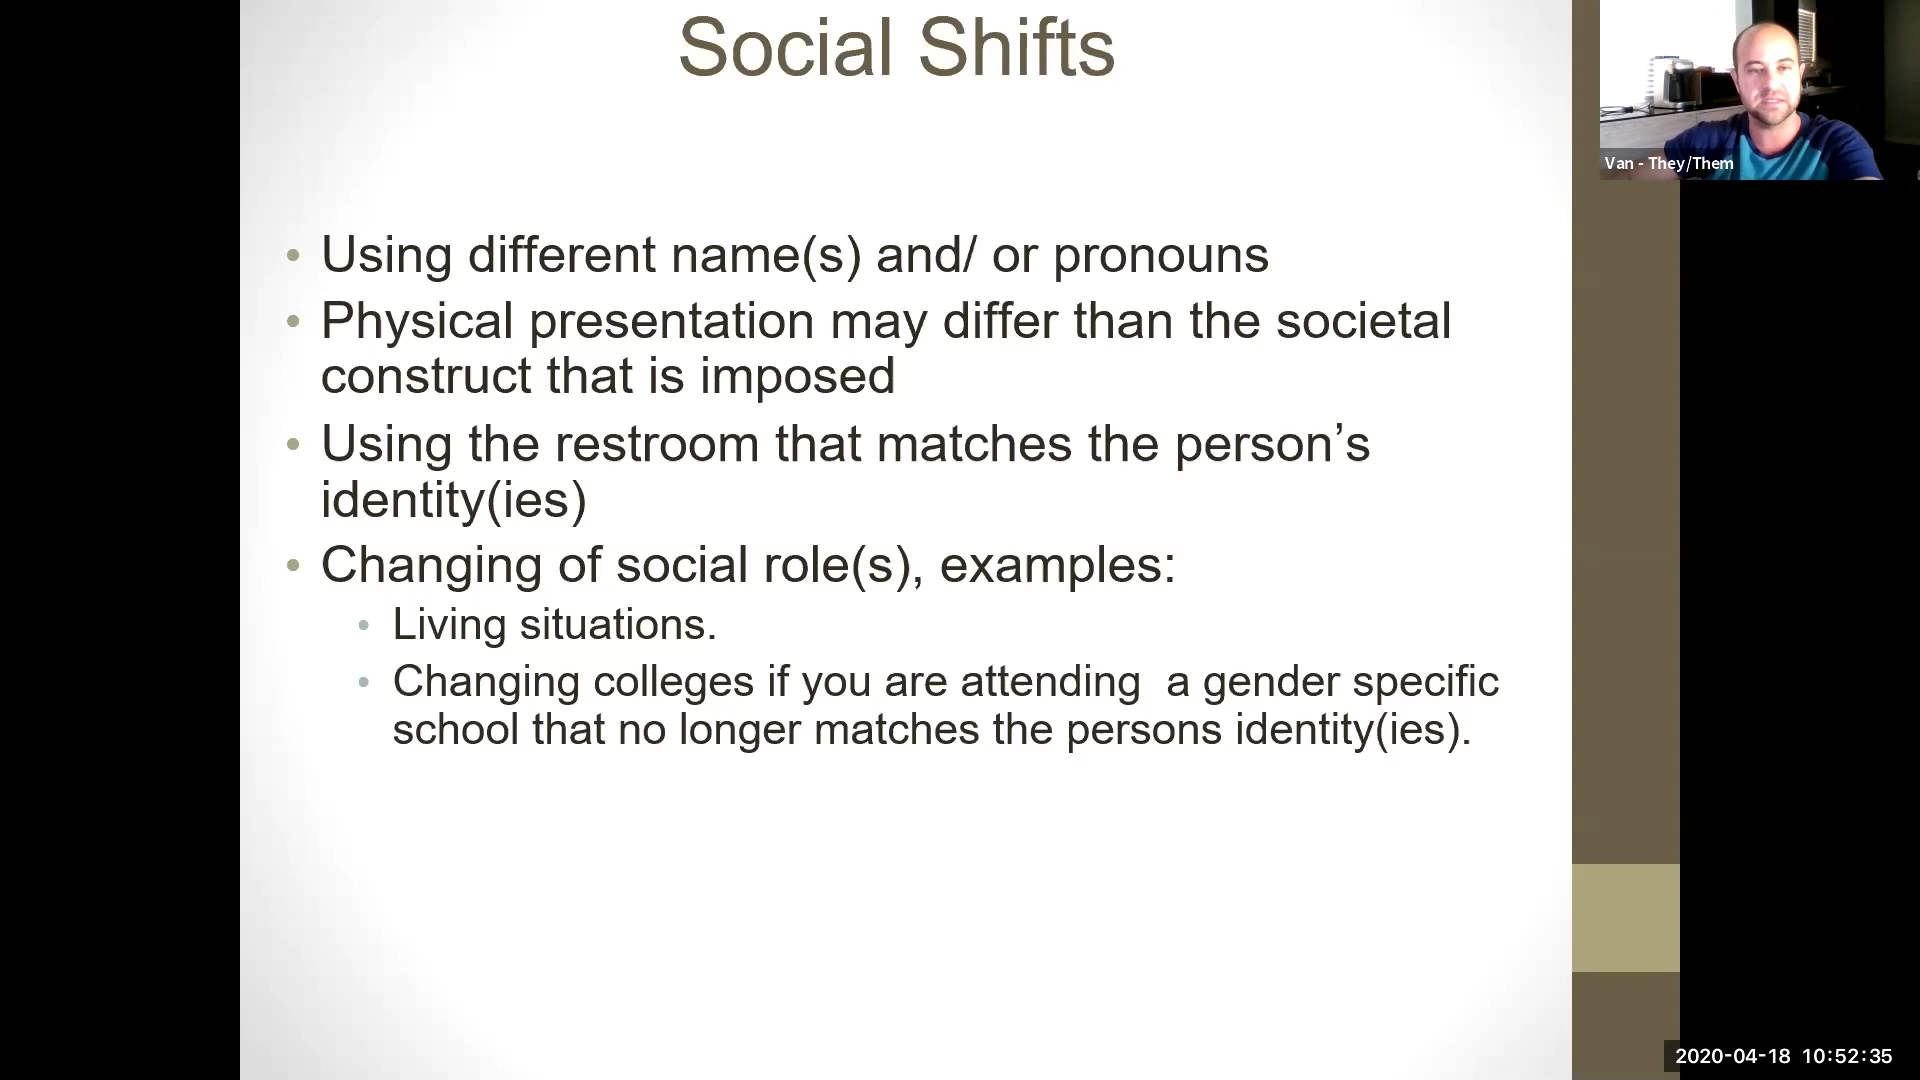 Social Shifts
Van - They/Them
• Using different name(s) and/ or pronouns
• Physical presentation may differ than the societal
construct that is imposed
• Using the restroom that matches the person’s
identity(ies)
• Changing of social role(s), examples:
• Living situations.
• Changing colleges if you are attending  a gender specific
school that no longer matches the persons identity(ies).
2020-04-18 10:52:35